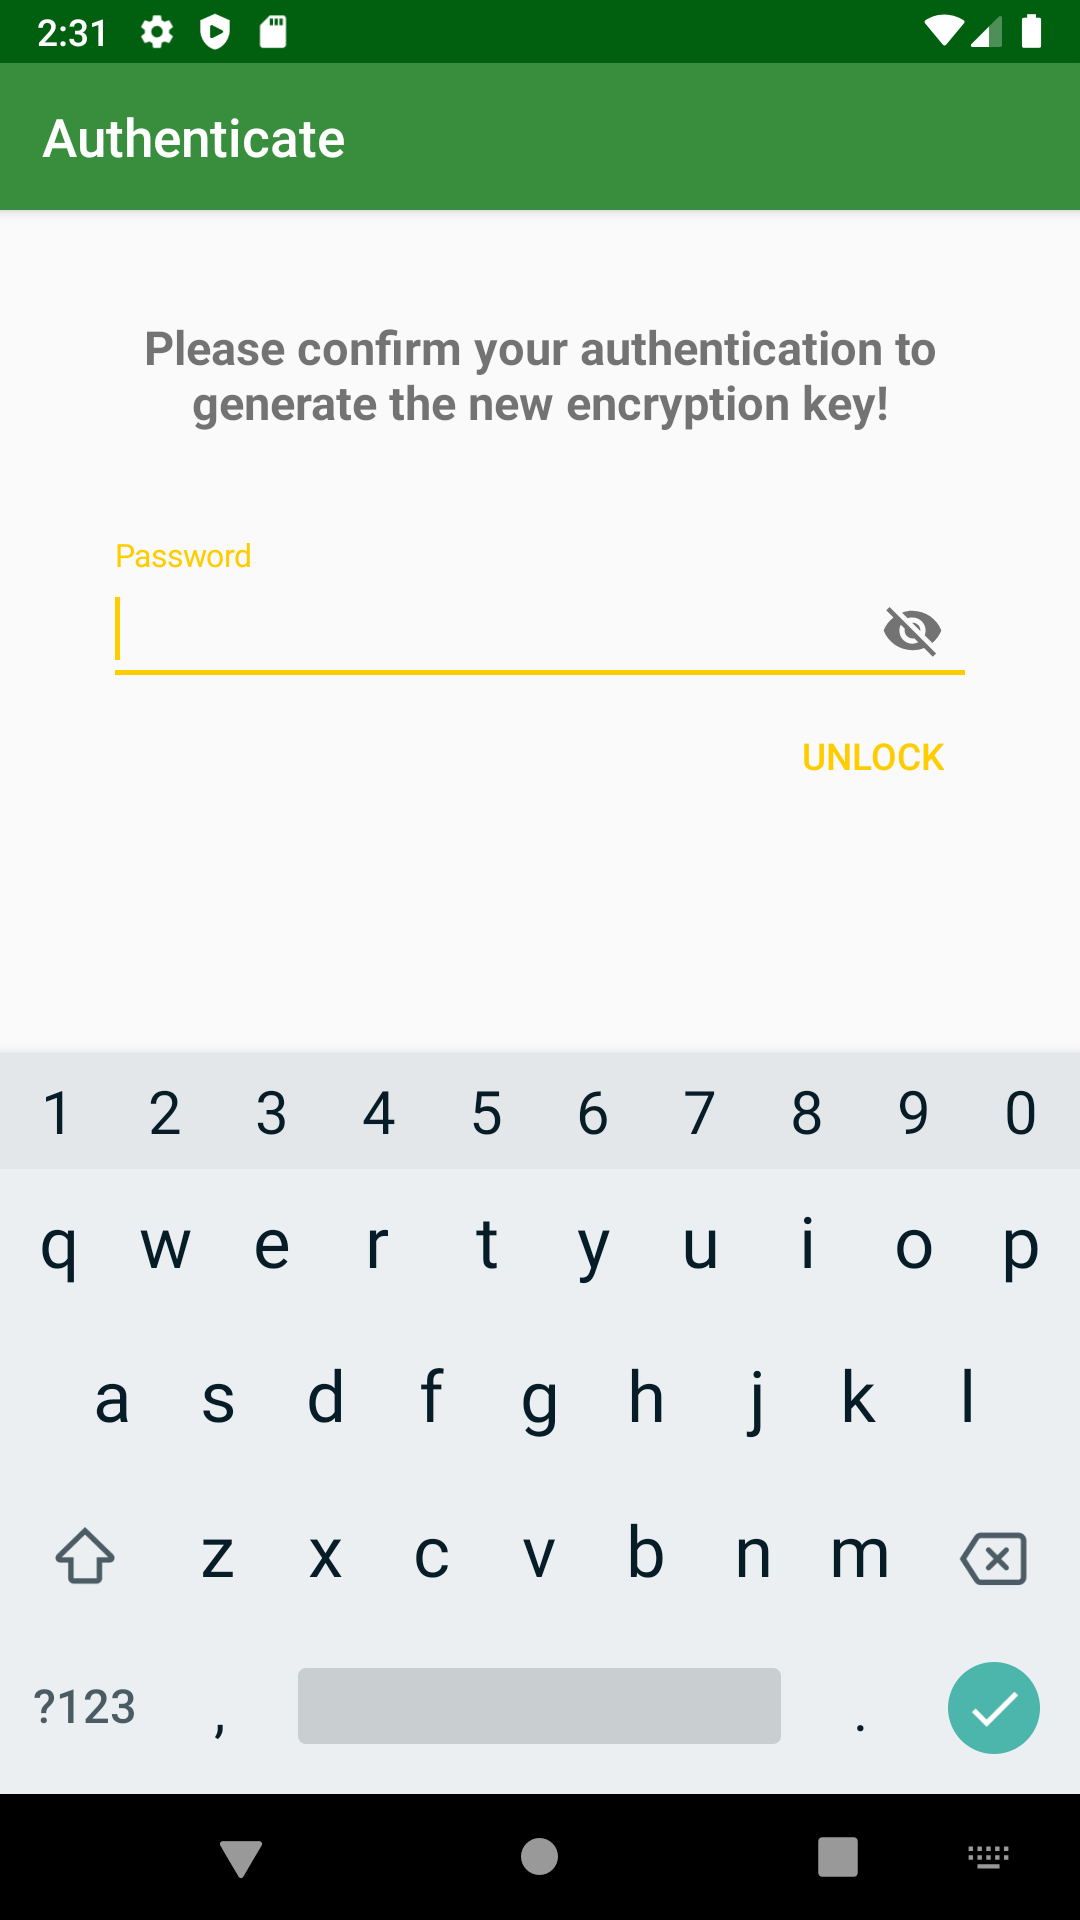 2:31
Authenticate
Please confirm your authentication to
generate the new encryption key!
Password
UNLOCK
1 2 3 4 5 6 7 8 9 0
q w e r t y u i o p
a s d f g h j k l
z x c v b n m
?123 , .